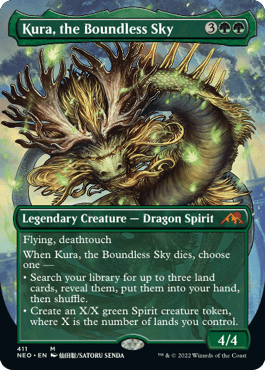 Kura, the Boundless Sky 3
Legendary Creature — Dragon Spirit
Flying, deathtouch
When Kura, the Boundless Sky dies, choose
one —
• Search your library for up to three land
cards, reveal them, put them into your hand,
then shuffle.
• Create an X/X green Spirit creature token,
where X is the number of lands you control.
4/4
411 M
NEO • EN SATORU SENDA
™ & © 2022 Wizards of the Coast